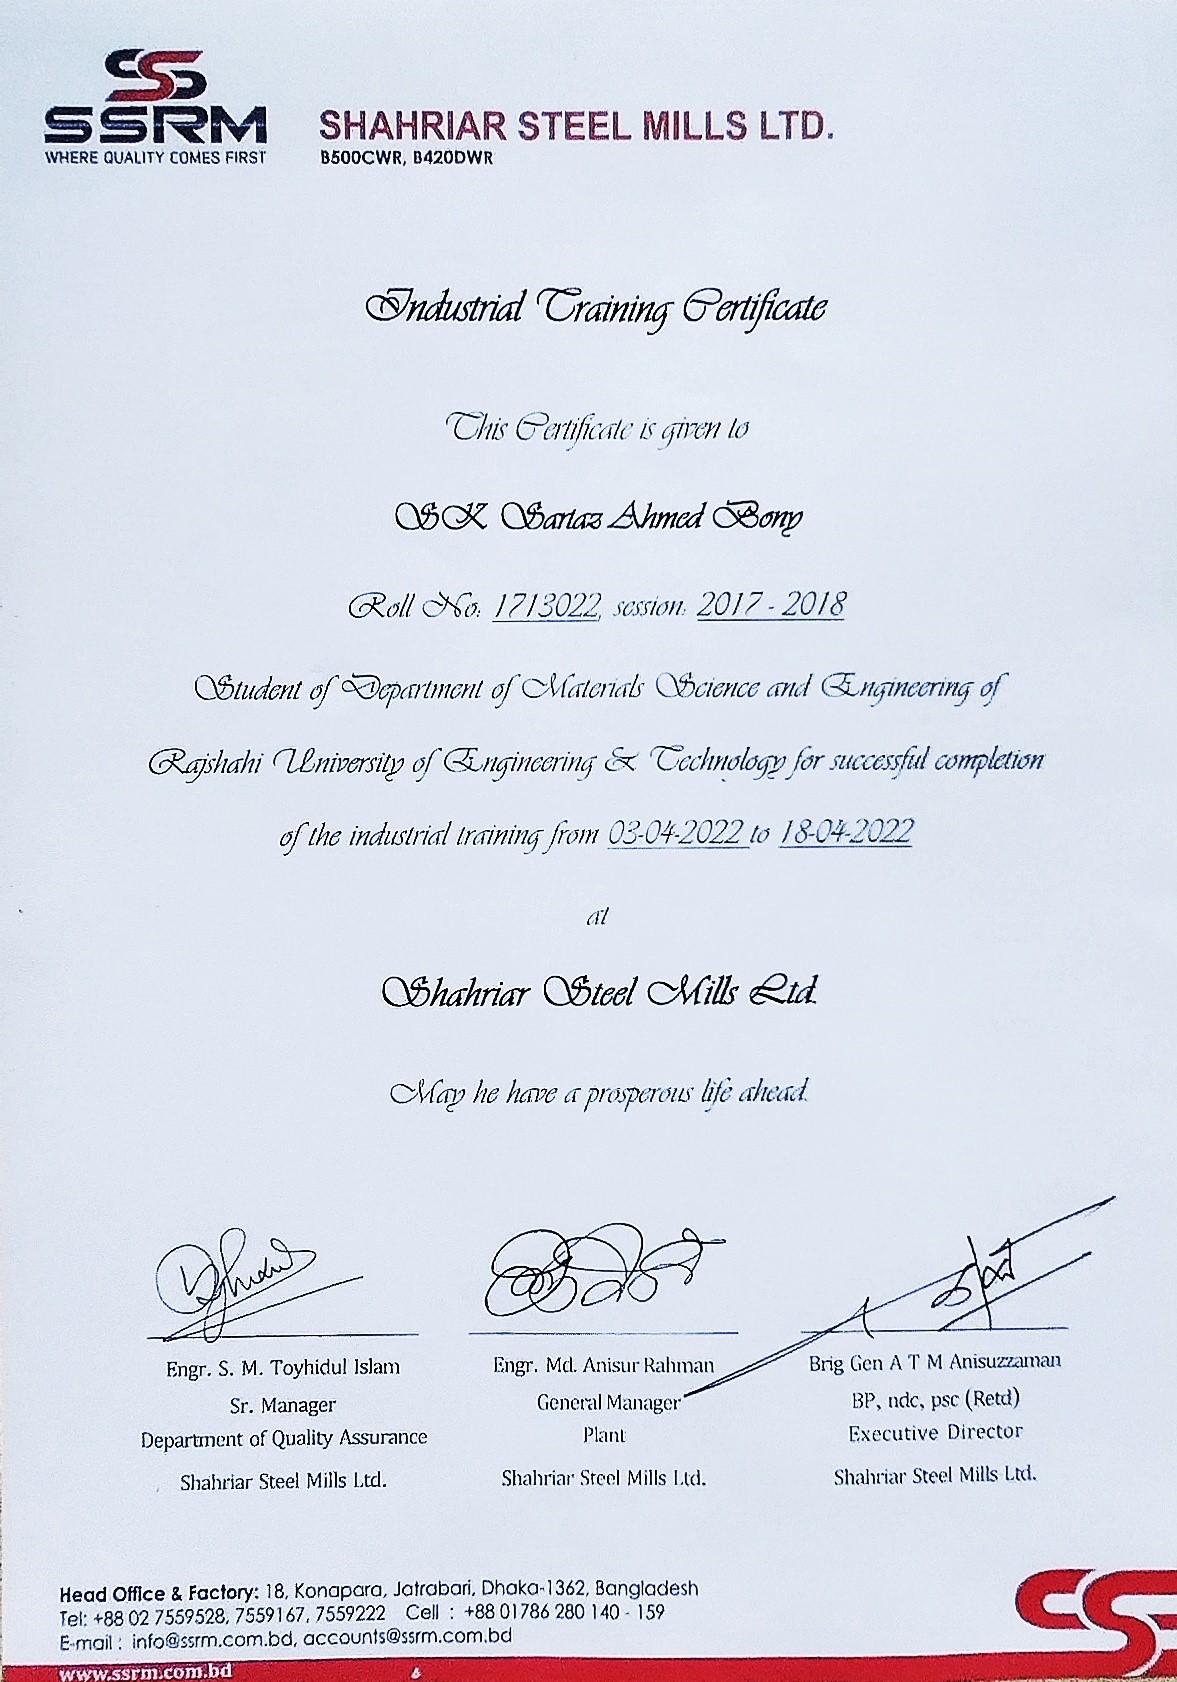 SSRM
WHERE QUALITY COMES FIRST
SHAHRIAR STEEL MILLS LTD.
B500CWR, B420DWR
Industrial Training Certificate
This Certificate is given to
SK Sartaz Ahmed Bony
Roll No: 1713022, session: 2017 - 2018
Student of Department of Materials Science and Engineering of
Rajshahi University of Engineering & Technology for successful completion
of the industrial training from 03-04-2022 to 18-04-2022
at
Shahriar Steel Mills Ltd.
May he have a prosperous life ahead.
Engr. S. M. Toyhidul Islam
Sr. Manager
Department of Quality Assurance
Shahriar Steel Mills Ltd.
Engr. Md. Anisur Rahman
General Manager
Plant
Shahriar Steel Mills Ltd.
Brig Gen A T M Anisuzzaman
BP, ndc, psc (Retd)
Executive Director
Shahriar Steel Mills Ltd.
Head Office & Factory: 18, Konapara, Jatrabari, Dhaka-1362, Bangladesh
Tel: +88 02 7559528, 7559167, 7559222 Cell : +88 01786 280 140 - 159
E-mail : info@ssrm.com.bd, accounts@ssrm.com.bd
www.ssrm.com.bd